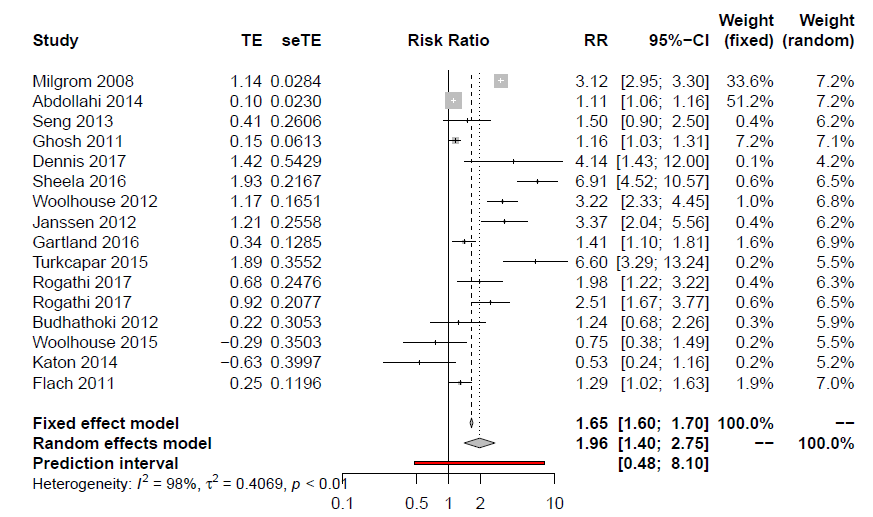 Weight Weight
Study TE seTE Risk Ratio RR 95%−CI (fixed) (random)
Milgrom 2008 1.14 0.0284 3.12 [2.95; 3.30] 33.6% 7.2%
Abdollahi 2014 0.10 0.0230 1.11 [1.06; 1.16] 51.2% 7.2%
Seng 2013 0.41 0.2606 1.50 [0.90; 2.50] 0.4% 6.2%
Ghosh 2011 0.15 0.0613 1.16 [1.03; 1.31] 7.2% 7.1%
Dennis 2017 1.42 0.5429 4.14 [1.43; 12.00] 0.1% 4.2%
Sheela 2016 1.93 0.2167 6.91 [4.52; 10.57] 0.6% 6.5%
Woolhouse 2012 1.17 0.1651 3.22 [2.33; 4.45] 1.0% 6.8%
Janssen 2012 1.21 0.2558 3.37 [2.04; 5.56] 0.4% 6.2%
Gartland 2016 0.34 0.1285 1.41 [1.10; 1.81] 1.6% 6.9%
Turkcapar 2015 1.89 0.3552 6.60 [3.29; 13.24] 0.2% 5.5%
Rogathi 2017 0.68 0.2476 1.98 [1.22; 3.22] 0.4% 6.3%
Rogathi 2017 0.92 0.2077 2.51 [1.67; 3.77] 0.6% 6.5%
Budhathoki 2012 0.22 0.3053 1.24 [0.68; 2.26] 0.3% 5.9%
Woolhouse 2015 −0.29 0.3503 0.75 [0.38; 1.49] 0.2% 5.5%
Katon 2014 −0.63 0.3997 0.53 [0.24; 1.16] 0.2% 5.2%
Flach 2011 0.25 0.1196 1.29 [1.02; 1.63] 1.9% 7.0%
Fixed effect model 1.65 [1.60; 1.70] 100.0% −−
Random effects model 1.96 [1.40; 2.75] −− 100.0%
Prediction interval [0.48; 8.10]
Heterogeneity: I² = 98%, τ² = 0.4069, p < 0.01
0.1 0.5 1 2 10